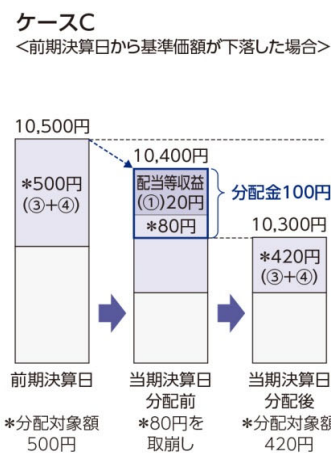 ケースC
<前期決算日から基準価額が下落した場合>
10,500円
10,400円
*500円
(③+④)
配当等収益
(①)20円
*80円
分配金100円
10,300円
*420円
(③+④)
前期決算日
当期決算日
分配前
当期決算日
分配後
*分配対象額
500円
*80円を
取崩し
*分配対象額
420円